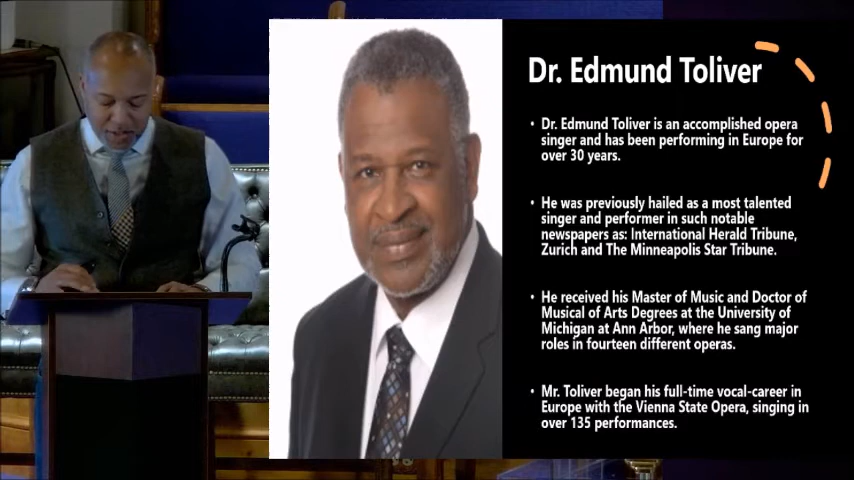 Dr. Edmund Toliver
• Dr. Edmund Toliver is an accomplished opera
singer and has been performing in Europe for
over 30 years.
• He was previously hailed as a most talented
singer and performer in such notable
newspapers as: International Herald Tribune,
Zurich and The Minneapolis Star Tribune.
• He received his Master of Music and Doctor of
Musical of Arts Degrees at the University of
Michigan at Ann Arbor, where he sang major
roles in fourteen different operas.
• Mr. Toliver began his full-time vocal-career in
Europe with the Vienna State Opera, singing in
over 135 performances.